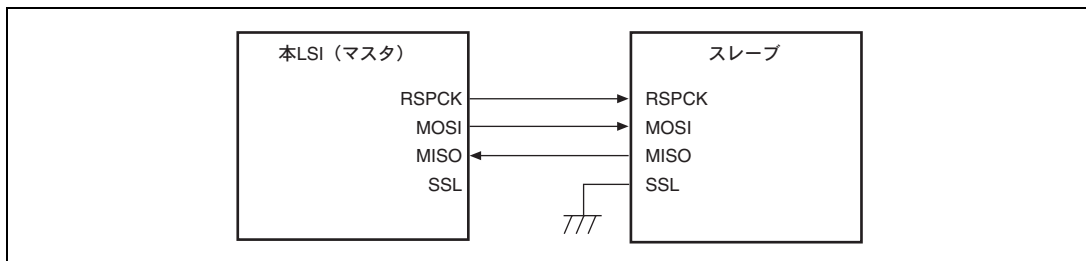 本LSI（マスタ）
RSPCK
MOSI
MISO
SSL
スレーブ
RSPCK
MOSI
MISO
SSL